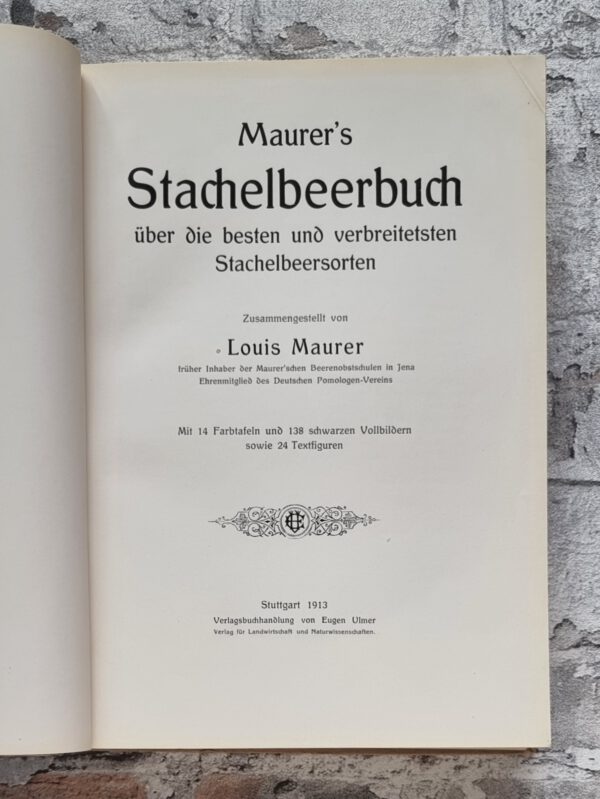 Maurer's
Stachelbeerbuch
über die besten und verbreitetsten
Stachelbeersorten
Zusammengestellt von
Louis Maurer
früher Inhaber der Maurer'schen Beerenobstschulen in Jena
Ehrenmitglied des Deutschen Pomologen-Vereins
Mit 14 Farbtafeln und 138 schwarzen Vollbildern
sowie 24 Textfiguren
Stuttgart 1913
Verlagsbuchhandlung von Eugen Ulmer
Verlag für Landwirtschaft und Naturwissenschaften.